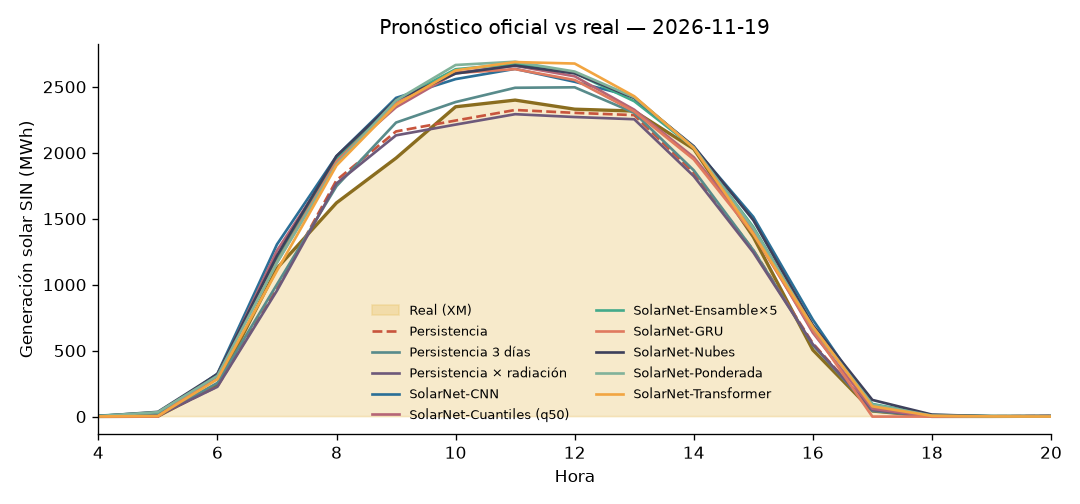 Pronóstico oficial vs real — 2026-11-19
Generación solar SIN (MWh)
2500
2000
1500
1000
500
0
Real (XM)
Persistencia
Persistencia 3 días
Persistencia × radiación
SolarNet-CNN
SolarNet-Cuantiles (q50)
SolarNet-Ensamble×5
SolarNet-GRU
SolarNet-Nubes
SolarNet-Ponderada
SolarNet-Transformer
4 6 8 10 12 14 16 18 20
Hora